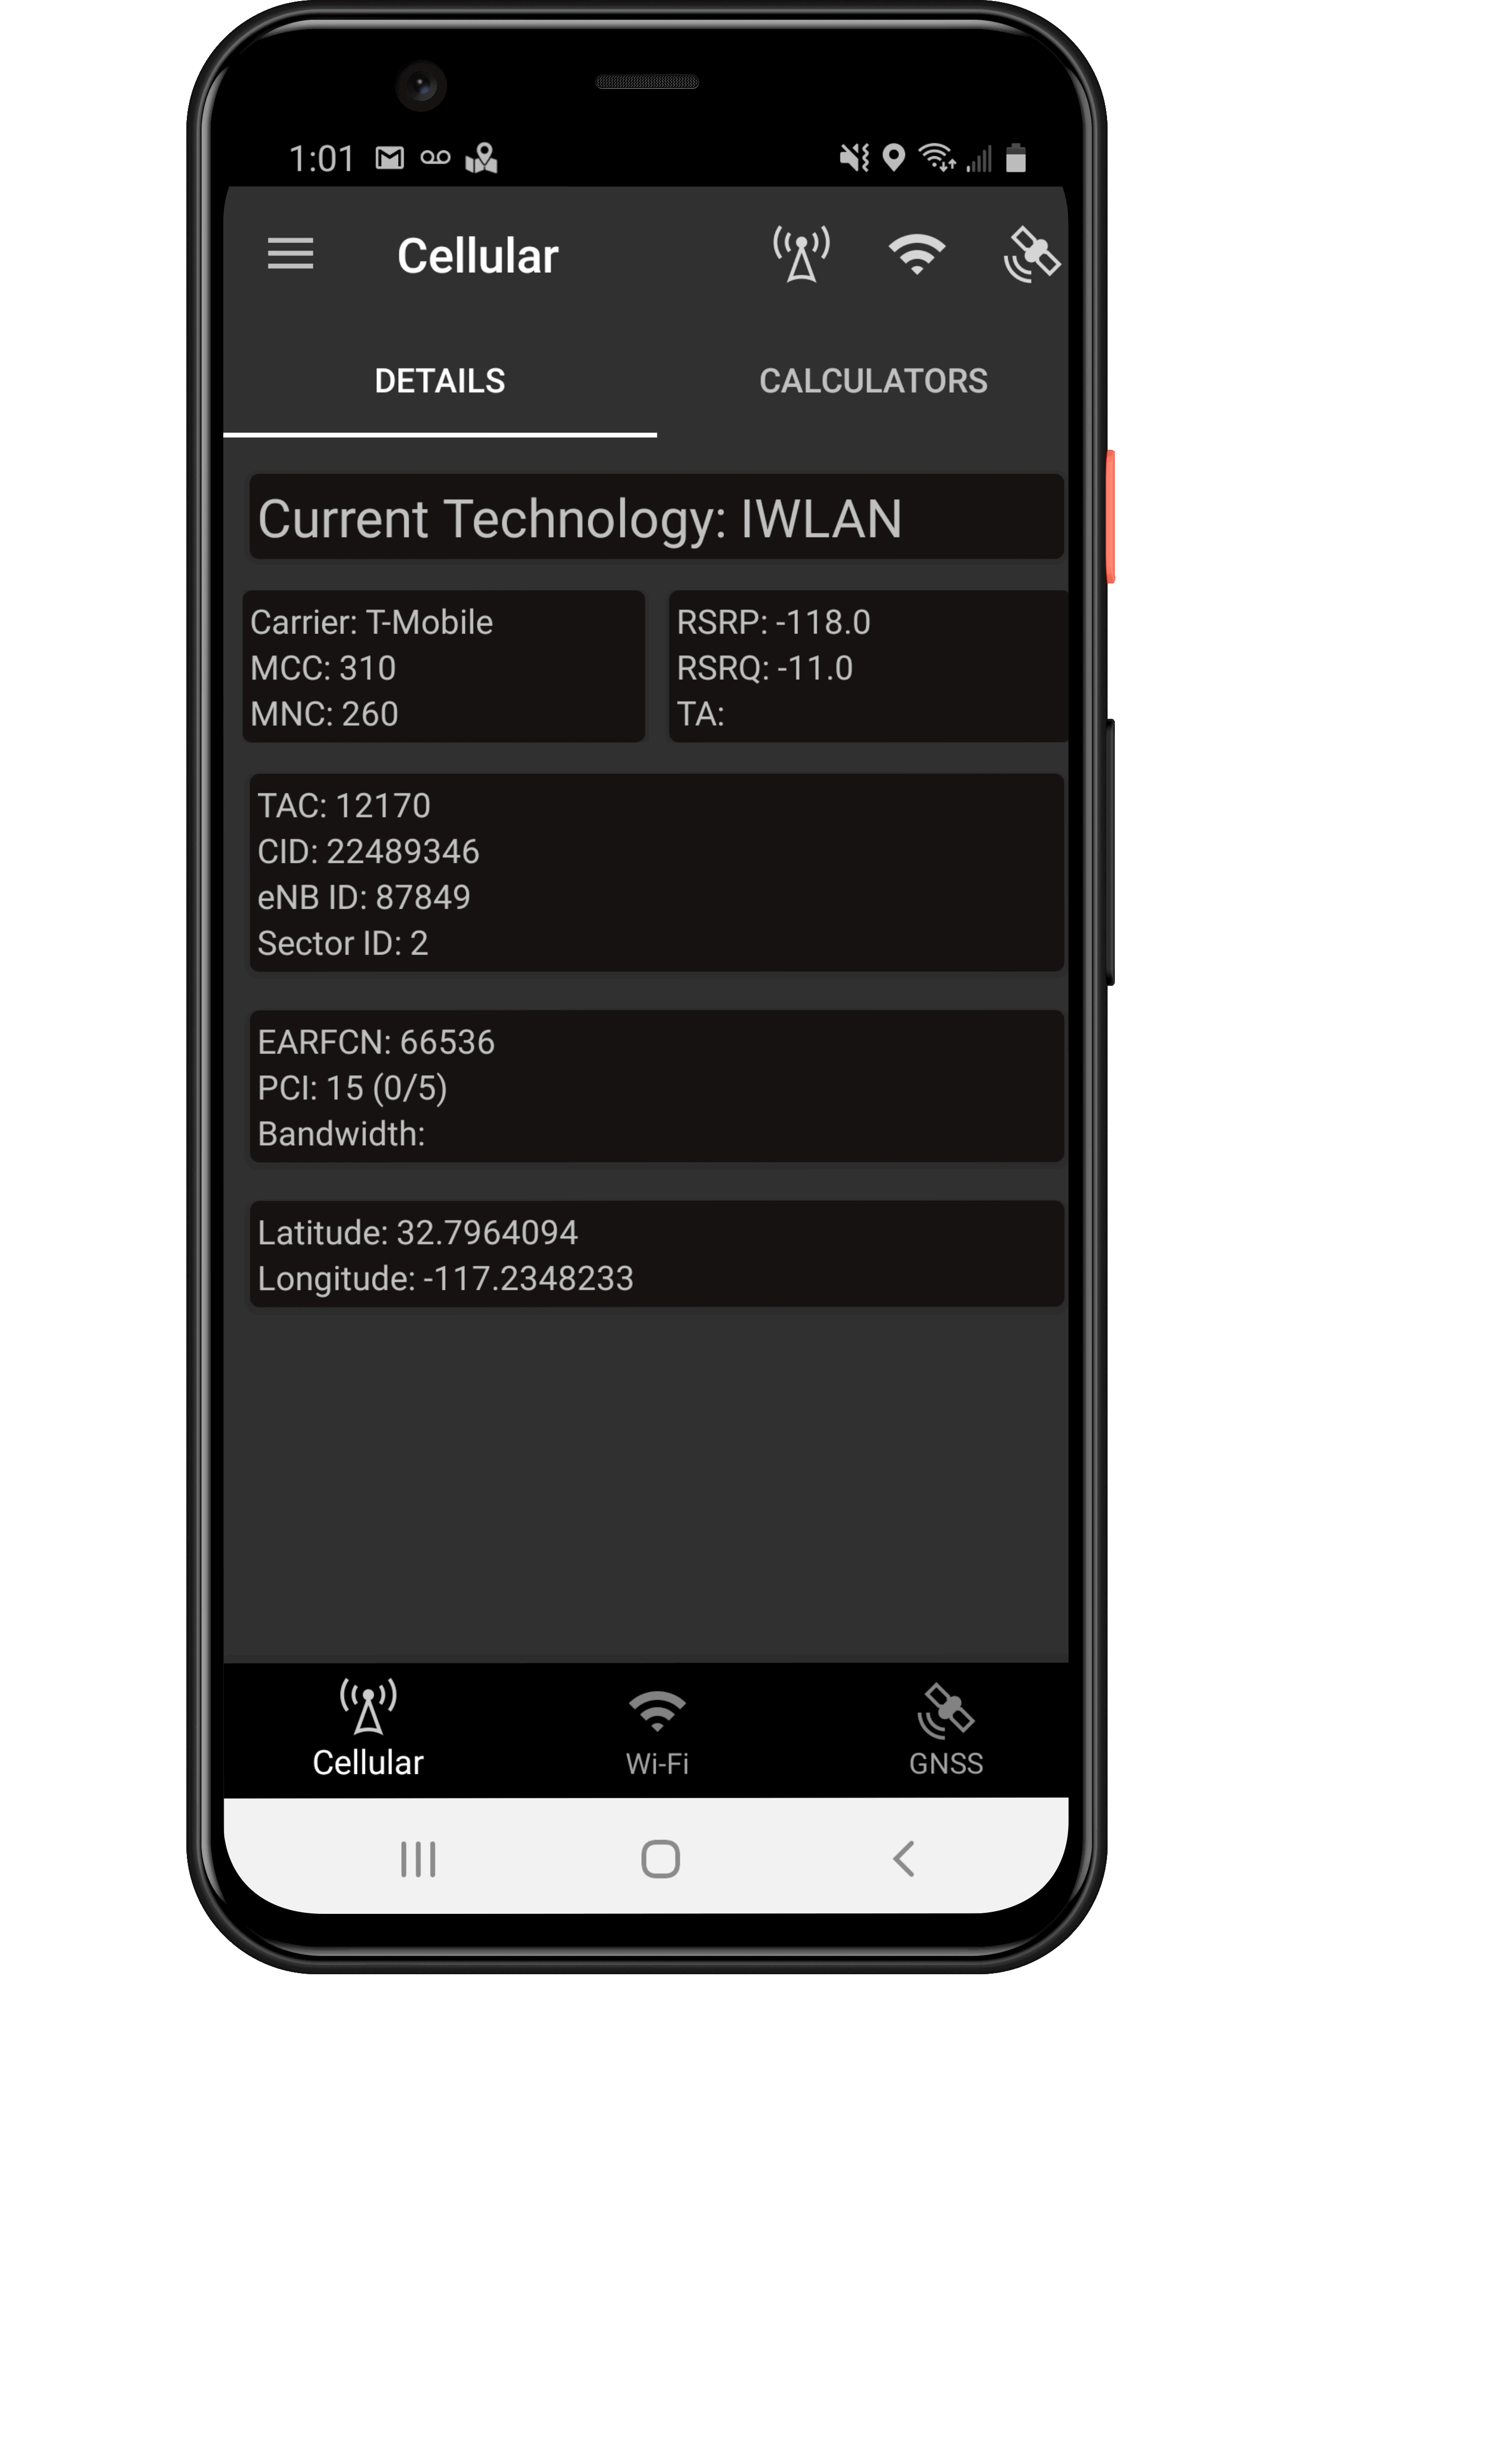 1:01
Cellular
DETAILS CALCULATORS
Current Technology: IWLAN
Carrier: T-Mobile
MCC: 310
MNC: 260
RSRP: -118.0
RSRQ: -11.0
TA:
TAC: 12170
CID: 22489346
eNB ID: 87849
Sector ID: 2
EARFCN: 66536
PCI: 15 (0/5)
Bandwidth:
Latitude: 32.7964094
Longitude: -117.2348233
Cellular Wi-Fi GNSS